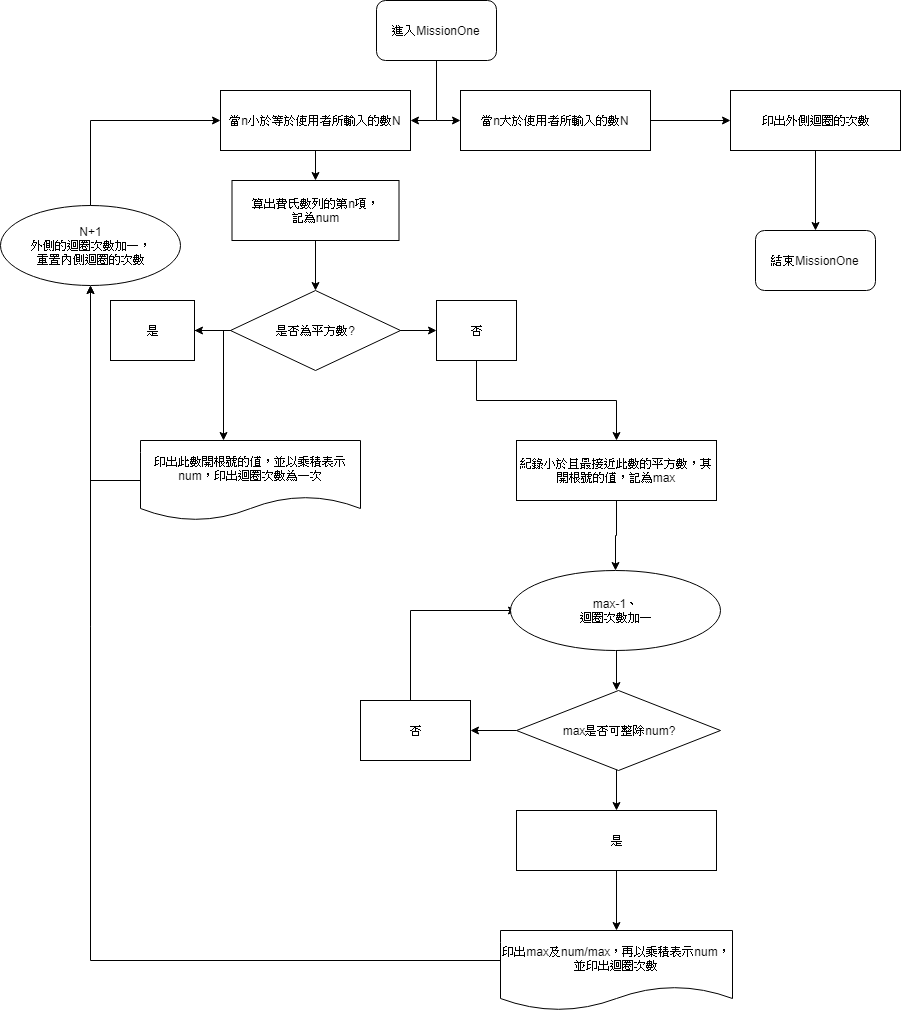 進入MissionOne
當n小於等於使用者所輸入的數N
當n大於使用者所輸入的數N
印出外側迴圈的次數
算出費氏數列的第n項，
記為num
N+1
外側的迴圈次數加一，
重置內側迴圈的次數
結束MissionOne
是
是否為平方數?
否
印出此數開根號的值，並以乘積表示
num，印出迴圈次數為一次
紀錄小於且最接近此數的平方數，其
開根號的值，記為max
max-1、
迴圈次數加一
否
max是否可整除num?
是
印出max及num/max，再以乘積表示num，
並印出迴圈次數